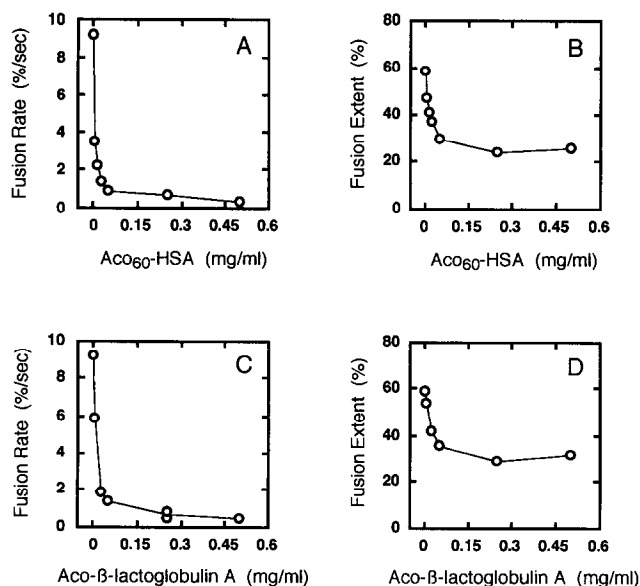 A
Fusion Rate (%/sec)
10
8
6
4
2
0
0 0.15 0.3 0.45 0.6
Aco60-HSA (mg/ml)
B
Fusion Extent (%)
80
60
40
20
0
0 0.15 0.3 0.45 0.6
Aco60-HSA (mg/ml)
C
Fusion Rate (%/sec)
10
8
6
4
2
0
0 0.15 0.3 0.45 0.6
Aco-ß-lactoglobulin A (mg/ml)
D
Fusion Extent (%)
80
60
40
20
0
0 0.15 0.3 0.45 0.6
Aco-ß-lactoglobulin A (mg/ml)